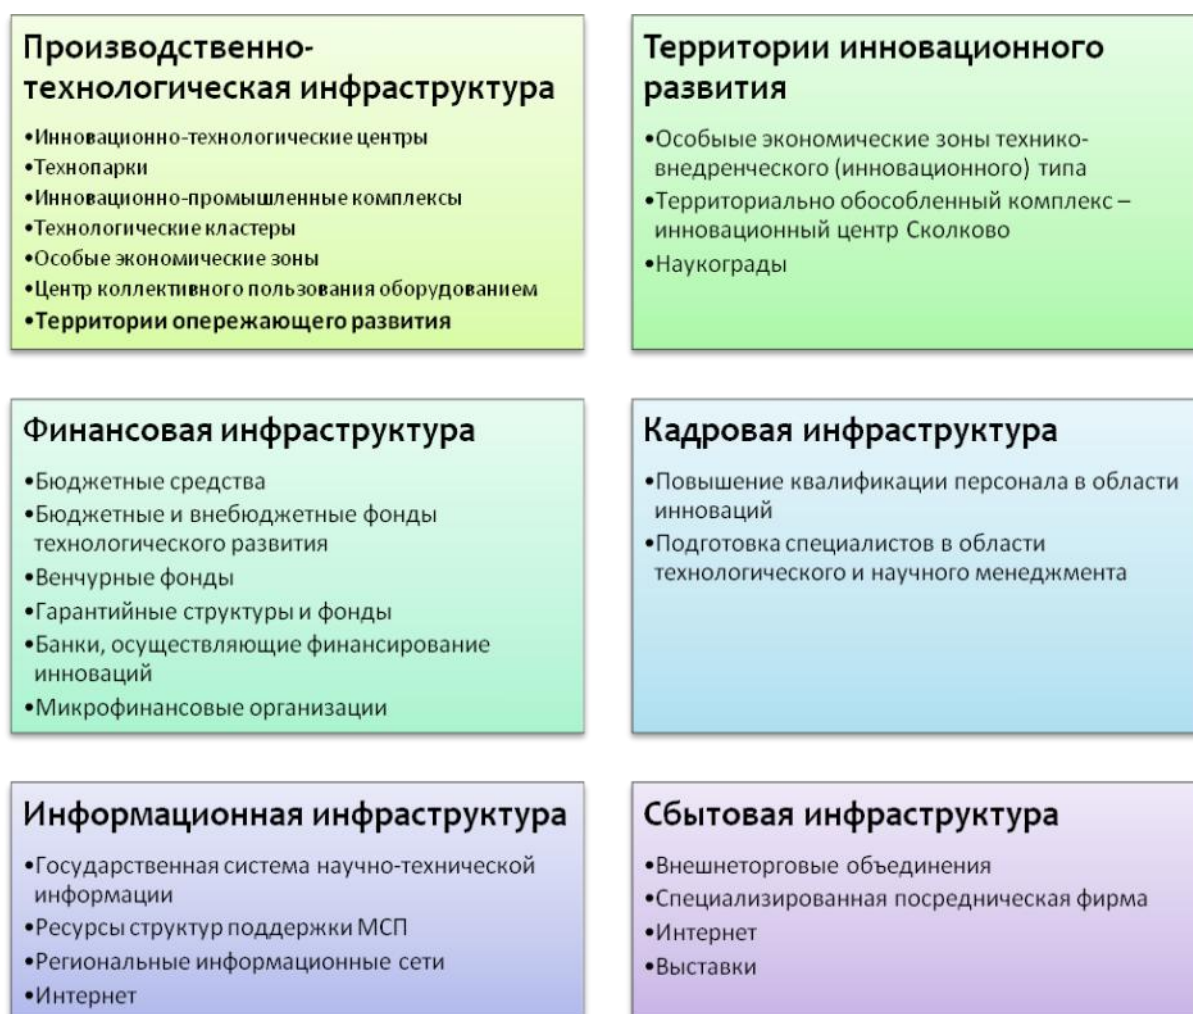 Производственно-
технологическая инфраструктура
•Инновационно-технологические центры
•Технопарки
•Инновационно-промышленные комплексы
•Технологические кластеры
•Особые экономические зоны
•Центр коллективного пользования оборудованием
•Территории опережающего развития
Территории инновационного
развития
•Особыые экономические зоны технико-
внедренческого (инновационного) типа
•Территориально обособленный комплекс –
инновационный центр Сколково
•Наукограды
Финансовая инфраструктура
•Бюджетные средства
•Бюджетные и внебюджетные фонды
технологического развития
•Венчурные фонды
•Гарантийные структуры и фонды
•Банки, осуществляющие финансирование
инноваций
•Микрофинансовые организации
Кадровая инфраструктура
•Повышение квалификации персонала в области
инноваций
•Подготовка специалистов в области
технологического и научного менеджмента
Информационная инфраструктура
•Государственная система научно-технической
информации
•Ресурсы структур поддержки МСП
•Региональные информационные сети
•Интернет
Сбытовая инфраструктура
•Внешнеторговые объединения
•Специализированная посредническая фирма
•Интернет
•Выставки